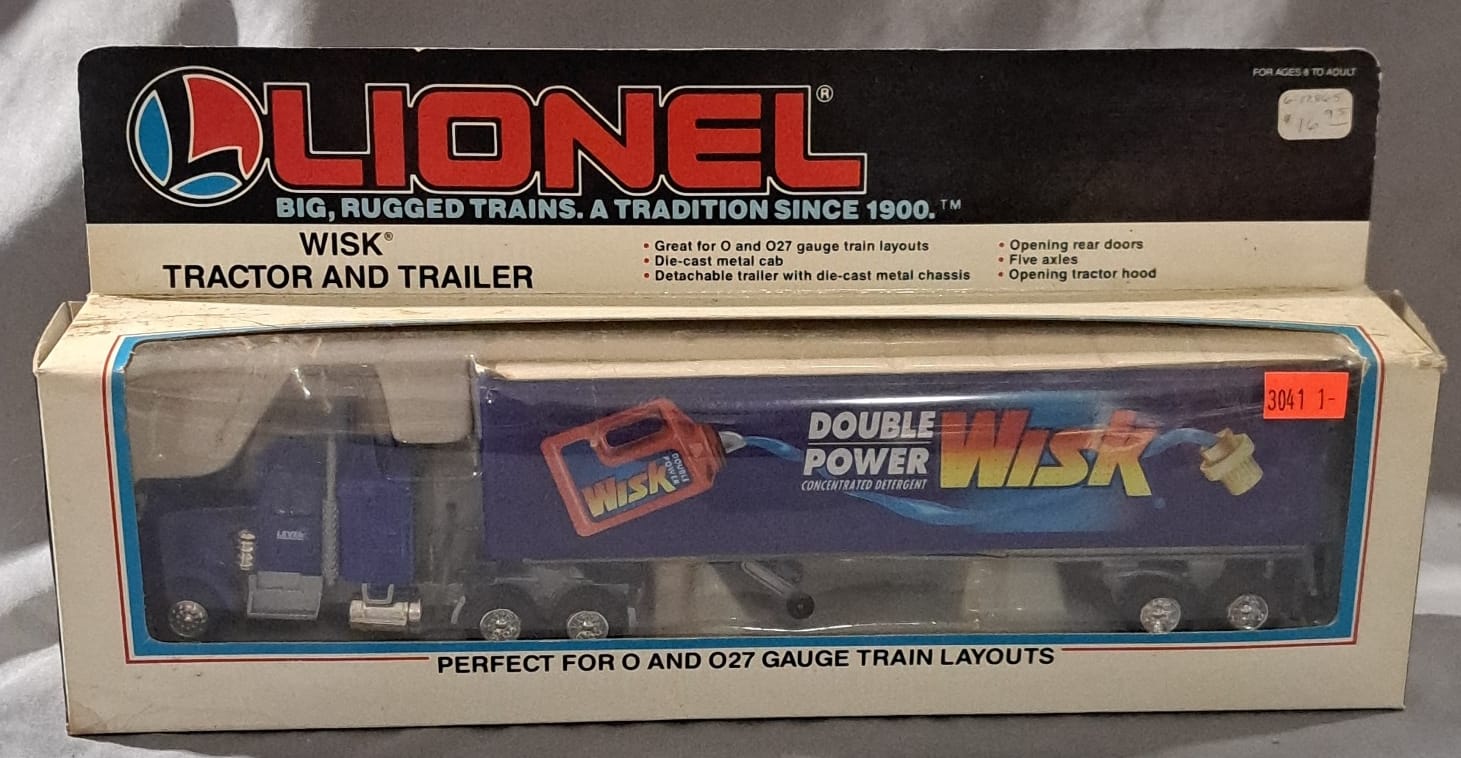 FOR AGES 8 TO ADULT
$16.95
L LIONEL®
BIG, RUGGED TRAINS. A TRADITION SINCE 1900.™
WISK®
TRACTOR AND TRAILER
• Great for O and O27 gauge train layouts
• Die-cast metal cab
• Detachable trailer with die-cast metal chassis
• Opening rear doors
• Five axles
• Opening tractor hood
3041 1-
DOUBLE
POWER
CONCENTRATED DETERGENT
WISK
WISK
DOUBLE
POWER
LEVER
PERFECT FOR O AND O27 GAUGE TRAIN LAYOUTS